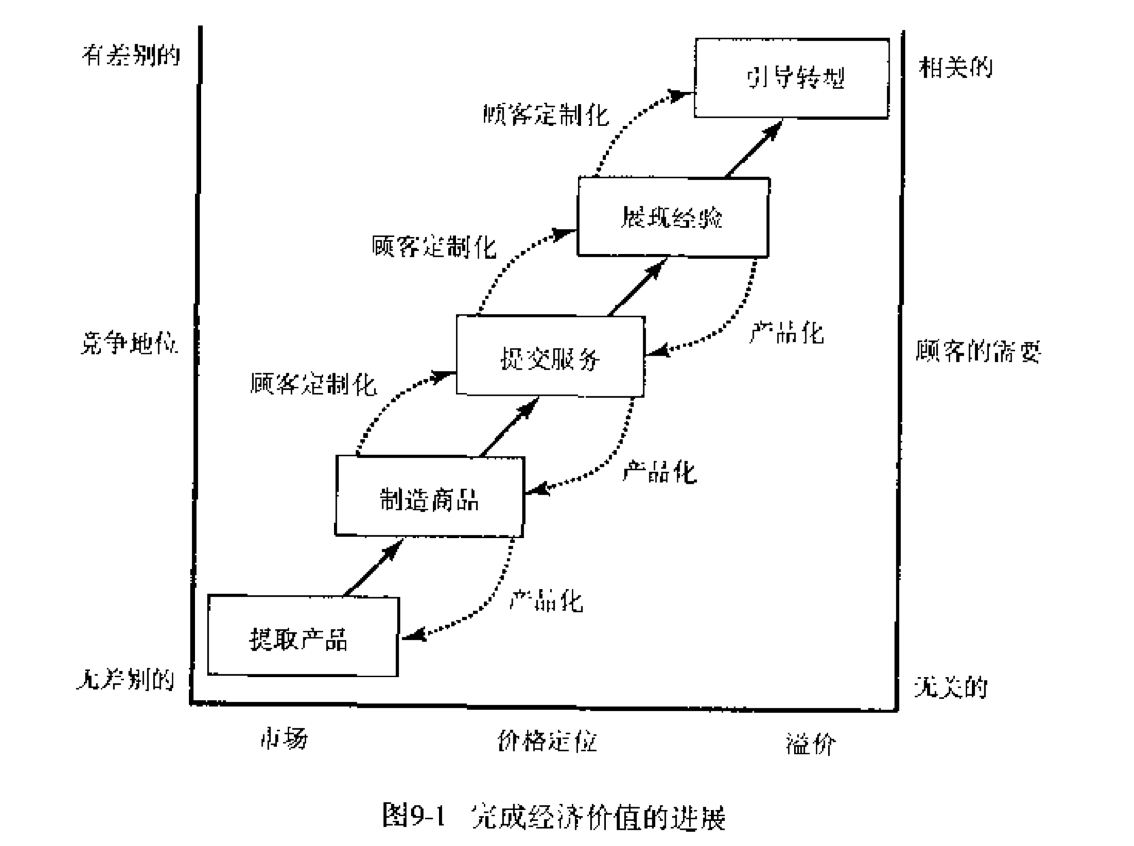 有差别的
引导转型
相关的
顾客定制化
展现经验
顾客定制化
竞争地位
提交服务
产品化
顾客的需要
顾客定制化
制造商品
产品化
提取产品
产品化
无差别的
无关的
市场
价格定位
溢价
图9-1 完成经济价值的进展